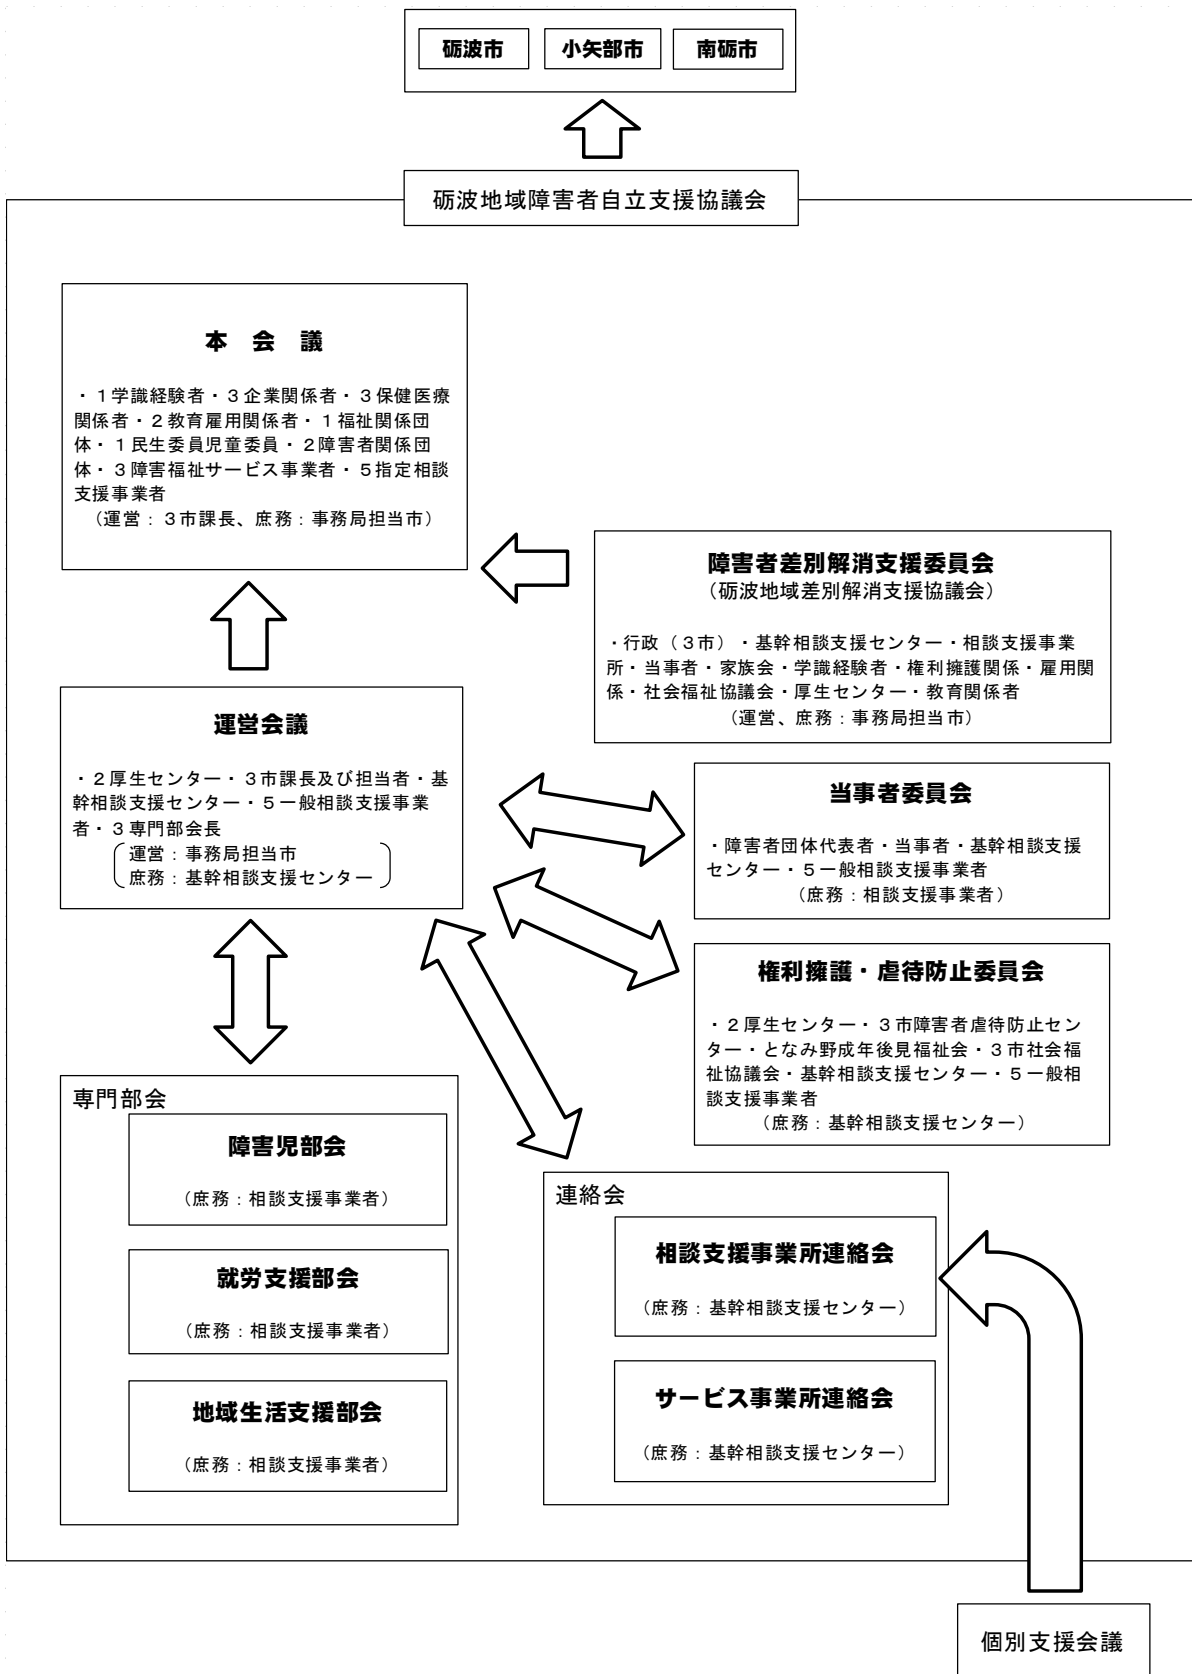 砺波市 小矢部市 南砺市
砺波地域障害者自立支援協議会
本 会 議
・１学識経験者・３企業関係者・３保健医療
関係者・２教育雇用関係者・１福祉関係団
体・１民生委員児童委員・２障害者関係団
体・３障害福祉サービス事業者・５指定相談
支援事業者
（運営：３市課長、庶務：事務局担当市）
障害者差別解消支援委員会
（砺波地域差別解消支援協議会）
・行政（３市）・基幹相談支援センター・相談支援事業
所・当事者・家族会・学識経験者・権利擁護関係・雇用関
係・社会福祉協議会・厚生センター・教育関係者
（運営、庶務：事務局担当市）
運営会議
・２厚生センター・３市課長及び担当者・基
幹相談支援センター・５一般相談支援事業
者・３専門部会長
運営：事務局担当市
庶務：基幹相談支援センター
当事者委員会
・障害者団体代表者・当事者・基幹相談支援
センター・５一般相談支援事業者
（庶務：相談支援事業者）
権利擁護・虐待防止委員会
・２厚生センター・３市障害者虐待防止セン
ター・となみ野成年後見福祉会・３市社会福
祉協議会・基幹相談支援センター・５一般相
談支援事業者
（庶務：基幹相談支援センター）
専門部会
障害児部会
（庶務：相談支援事業者）
就労支援部会
（庶務：相談支援事業者）
地域生活支援部会
（庶務：相談支援事業者）
連絡会
相談支援事業所連絡会
（庶務：基幹相談支援センター）
サービス事業所連絡会
（庶務：基幹相談支援センター）
個別支援会議